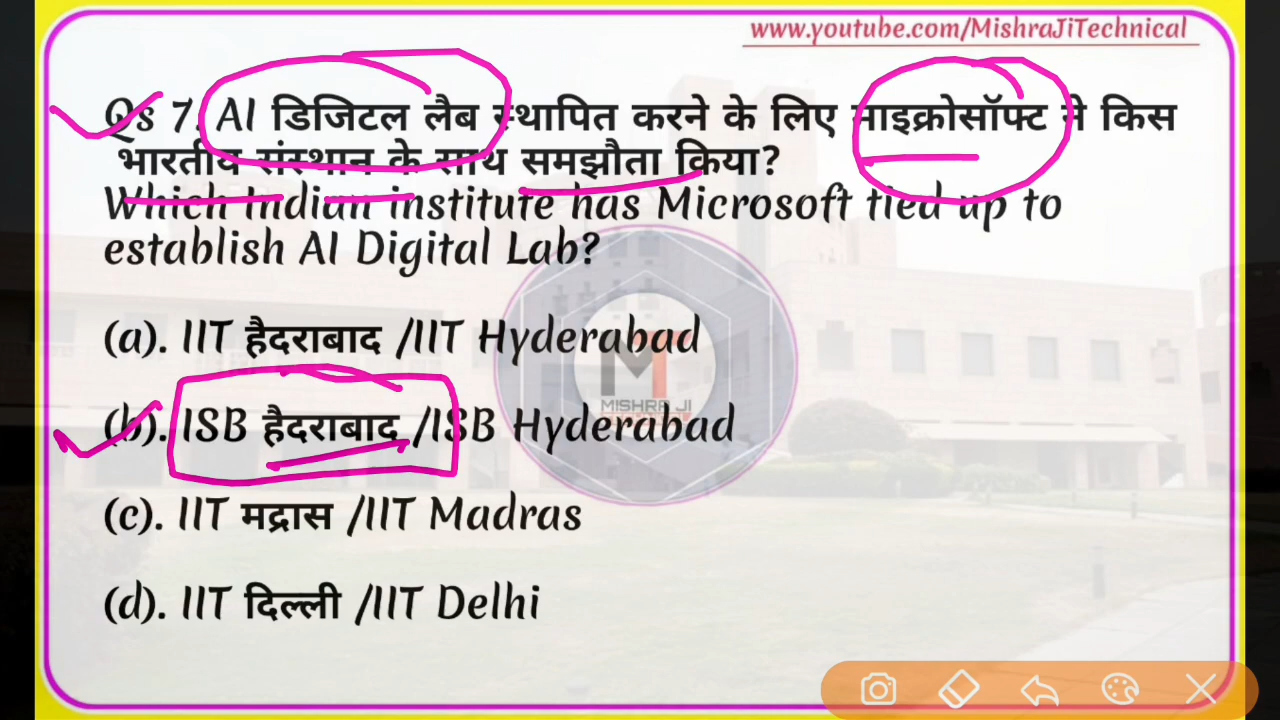 www.youtube.com/MishraJiTechnical
Qs 7. AI डिजिटल लैब स्थापित करने के लिए माइक्रोसॉफ्ट ने किस
भारतीय संस्थान के साथ समझौता किया?
Which Indian institute has Microsoft tied up to
establish AI Digital Lab?
(a). IIT हैदराबाद /IIT Hyderabad
(b). ISB हैदराबाद /ISB Hyderabad
(c). IIT मद्रास /IIT Madras
(d). IIT दिल्ली /IIT Delhi
MT
MISHRA JI